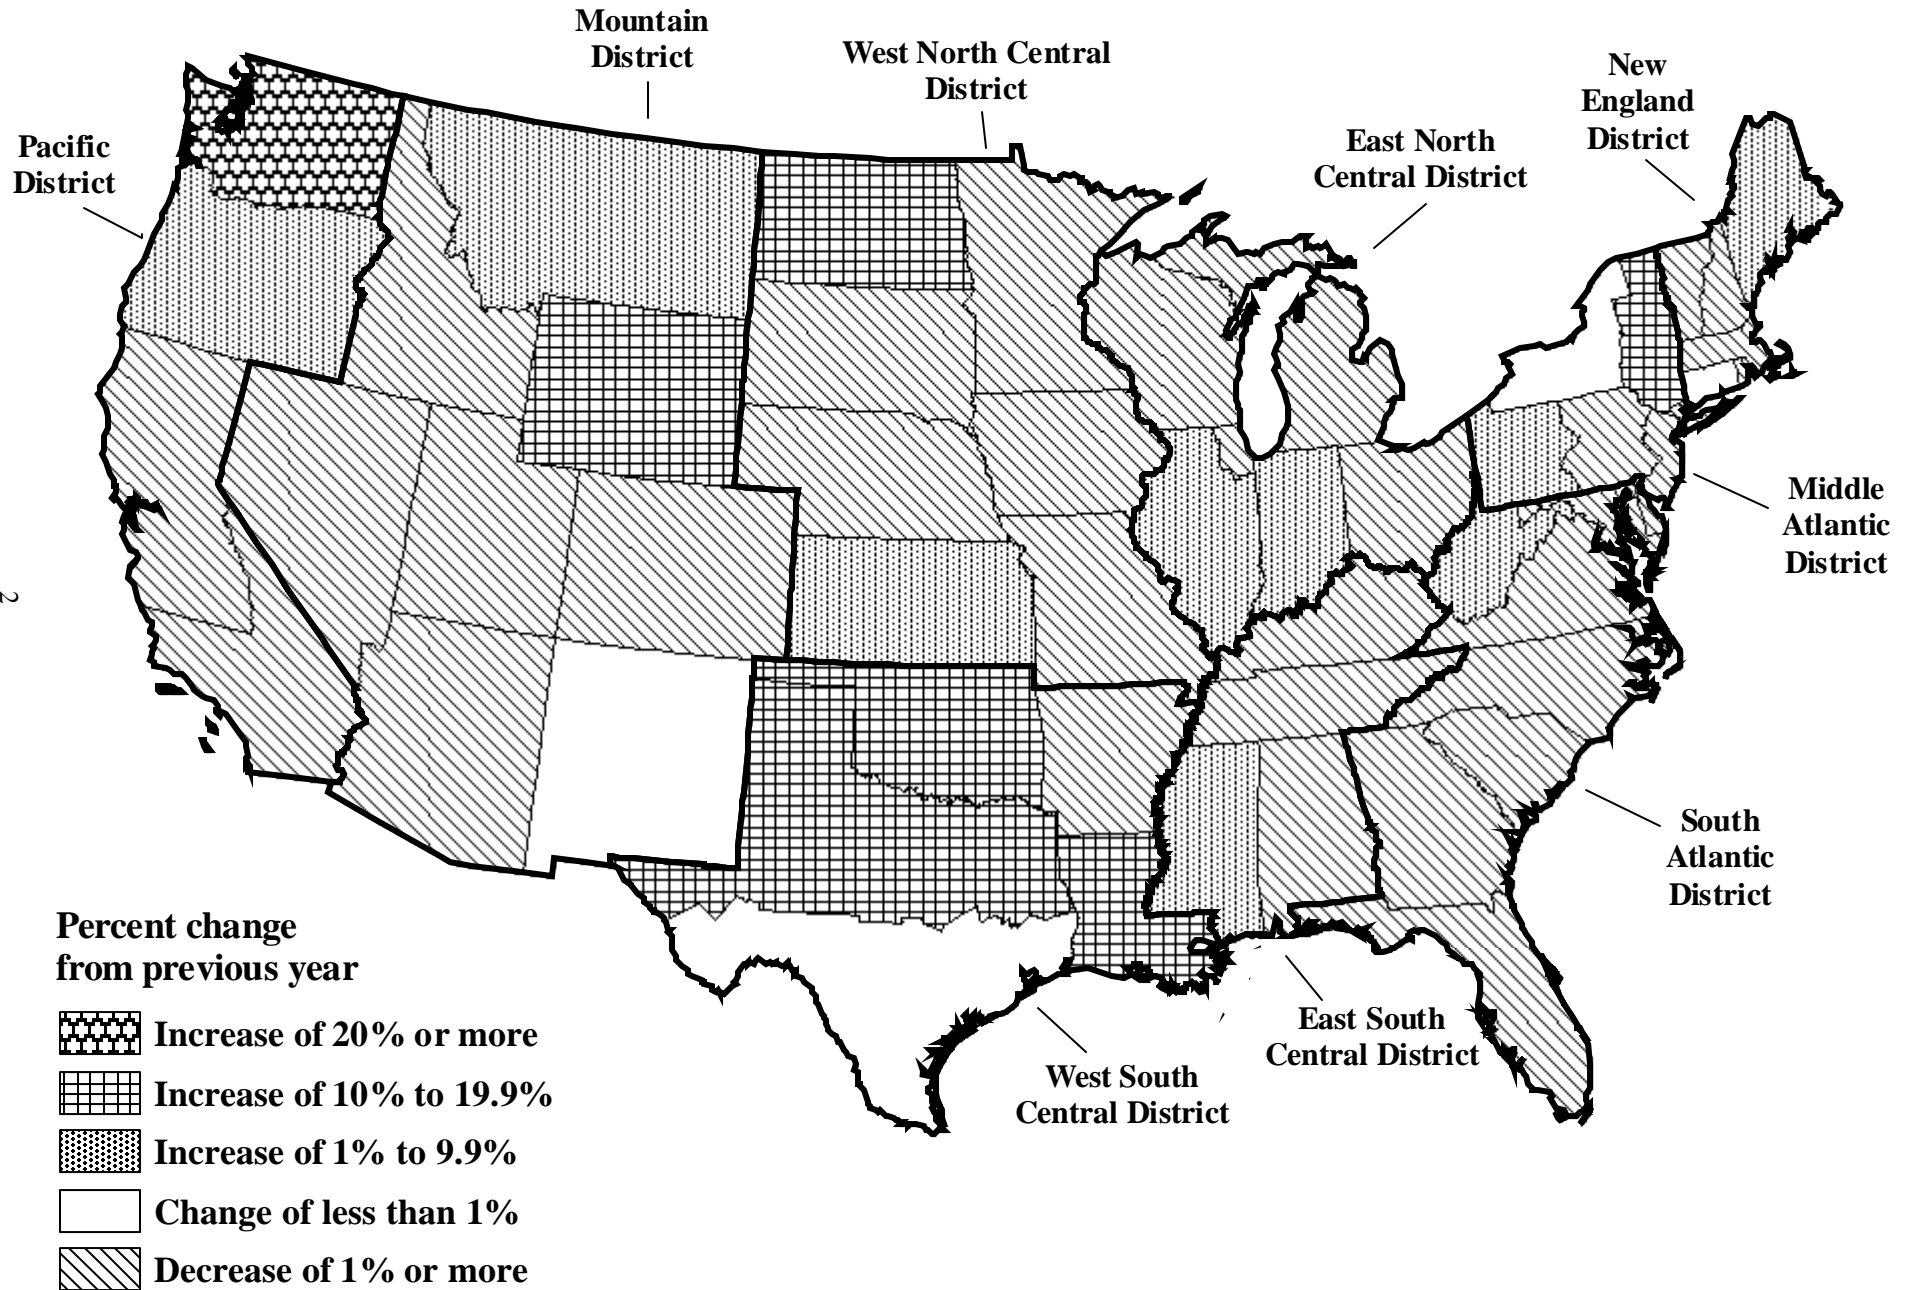 Mountain
District
West North Central
District
New
England
District
East North
Central District
Pacific
District
Middle
Atlantic
District
2
South
Atlantic
District
East South
Central District
West South
Central District
Percent change
from previous year
Increase of 20% or more
Increase of 10% to 19.9%
Increase of 1% to 9.9%
Change of less than 1%
Decrease of 1% or more